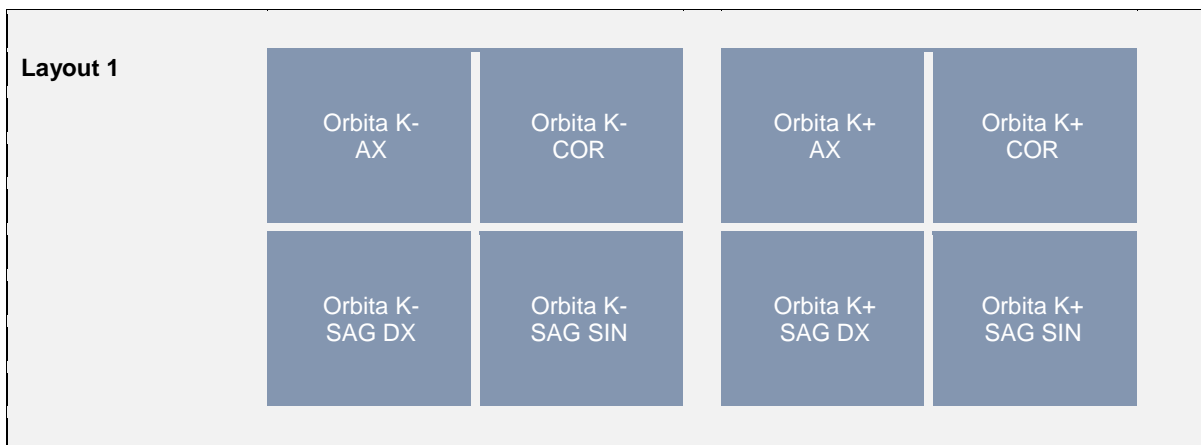 Layout 1
Orbita K-
AX
Orbita K-
COR
Orbita K+
AX
Orbita K+
COR
Orbita K-
SAG DX
Orbita K-
SAG SIN
Orbita K+
SAG DX
Orbita K+
SAG SIN